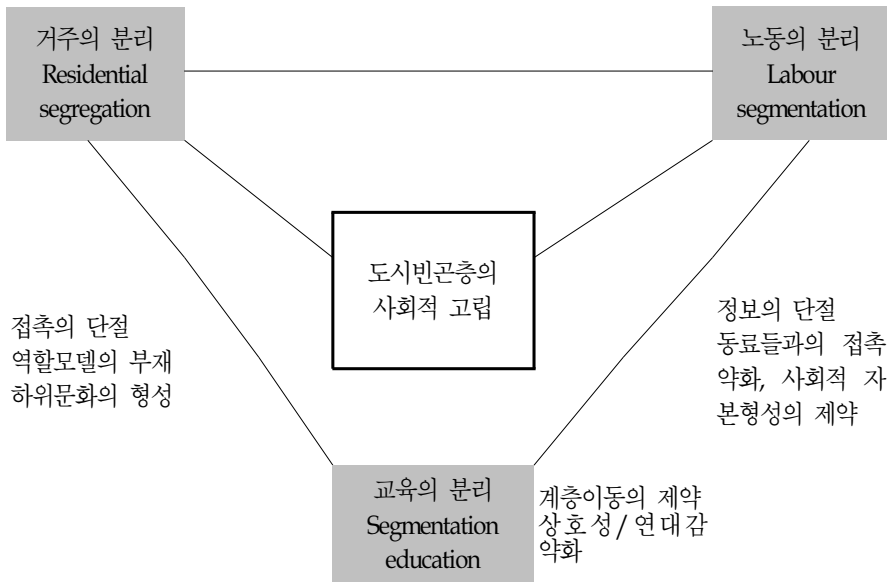 거주의 분리
Residential
segregation
노동의 분리
Labour
segmentation
도시빈곤층의
사회적 고립
접촉의 단절
역할모델의 부재
하위문화의 형성
정보의 단절
동료들과의 접촉
약화, 사회적 자
본형성의 제약
교육의 분리
Segmentation
education
계층이동의 제약
상호성/연대감
약화